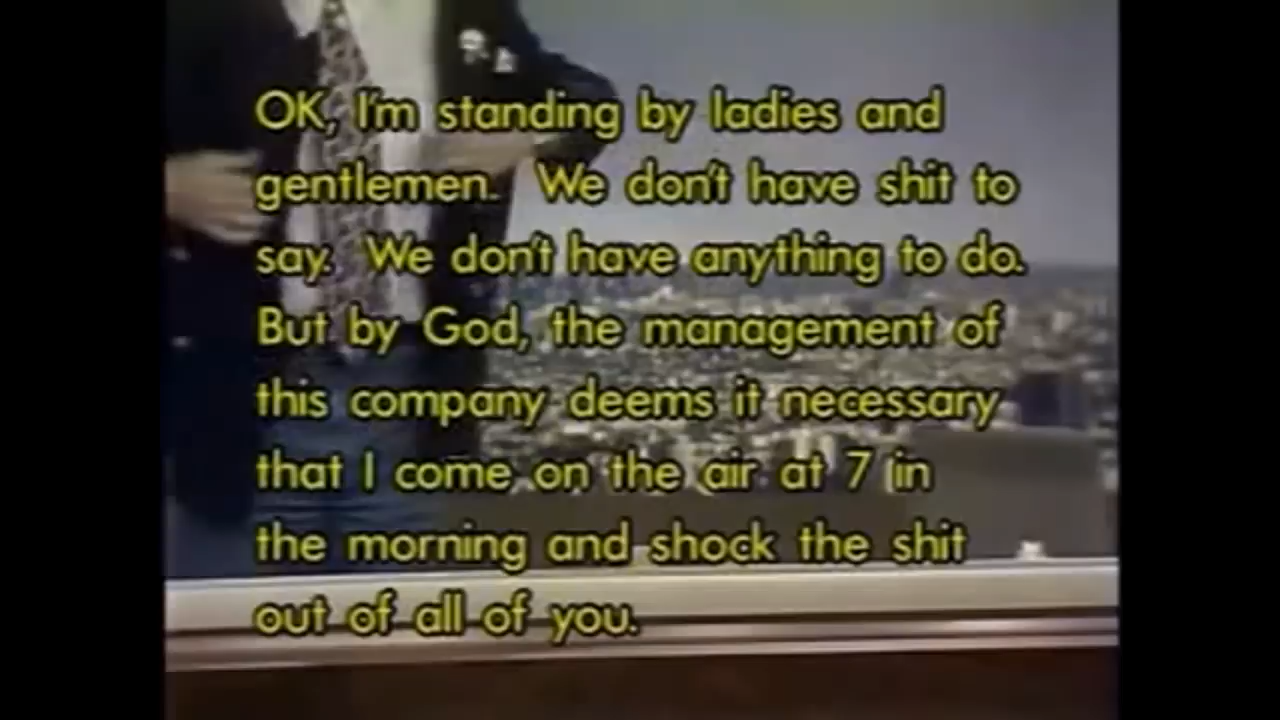 OK, I'm standing by ladies and
gentlemen. We don't have shit to
say. We don't have anything to do.
But by God, the management of
this company deems it necessary
that I come on the air at 7 in
the morning and shock the shit
out of all of you.